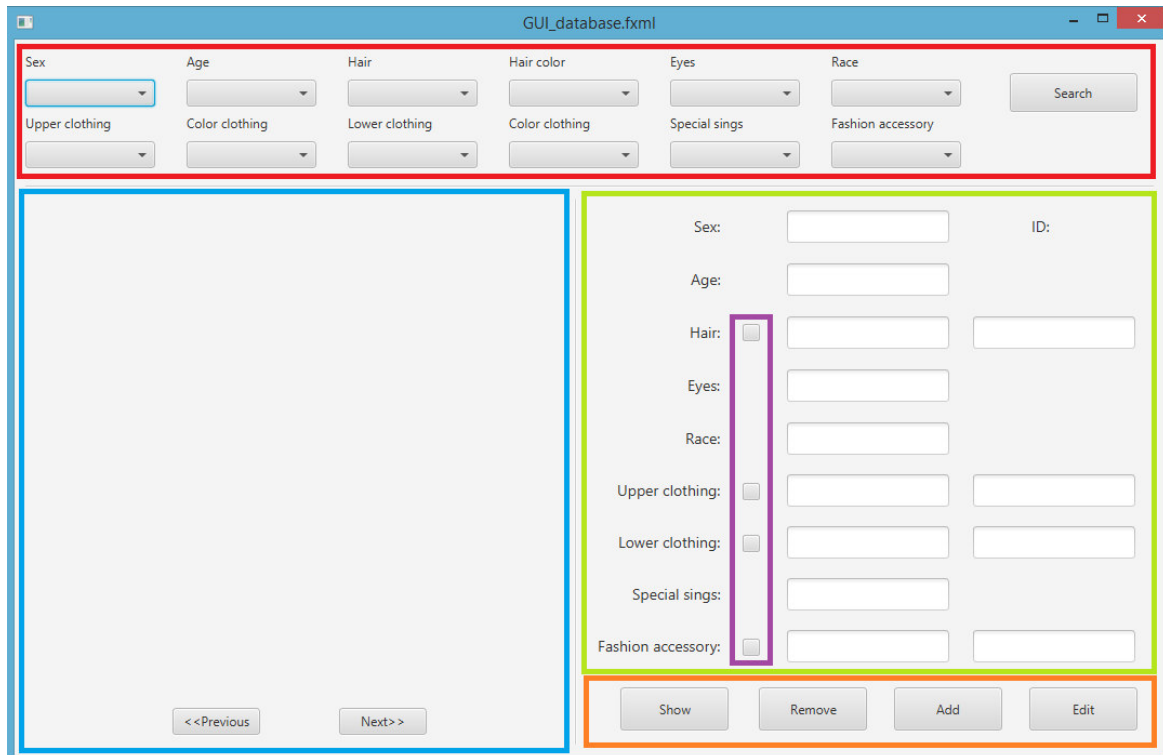 GUI_database.fxml
Sex Age Hair Hair color Eyes Race
Search
Upper clothing Color clothing Lower clothing Color clothing Special sings Fashion accessory
Sex: ID:
Age:
Hair:
Eyes:
Race:
Upper clothing:
Lower clothing:
Special sings:
Fashion accessory:
<<Previous Next>>
Show Remove Add Edit